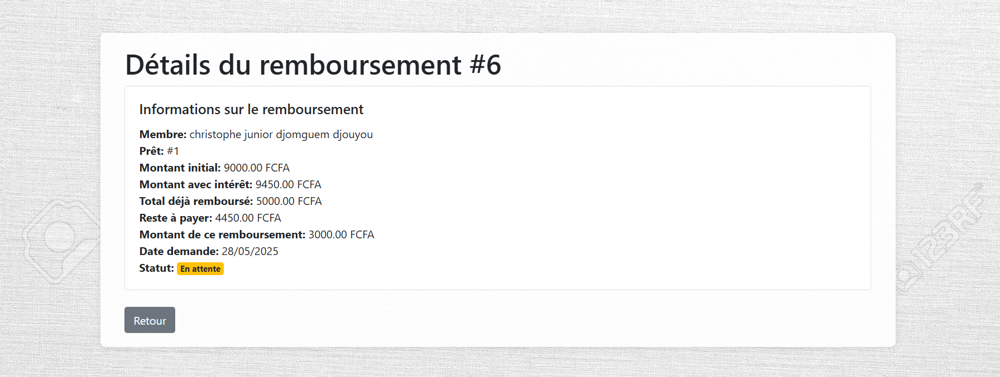 Détails du remboursement #6
Informations sur le remboursement
Membre: christophe junior djomguem djouyou
Prêt: #1
Montant initial: 9000.00 FCFA
Montant avec intérêt: 9450.00 FCFA
Total déjà remboursé: 5000.00 FCFA
Reste à payer: 4450.00 FCFA
Montant de ce remboursement: 3000.00 FCFA
Date demande: 28/05/2025
Statut: En attente
Retour
123RF®